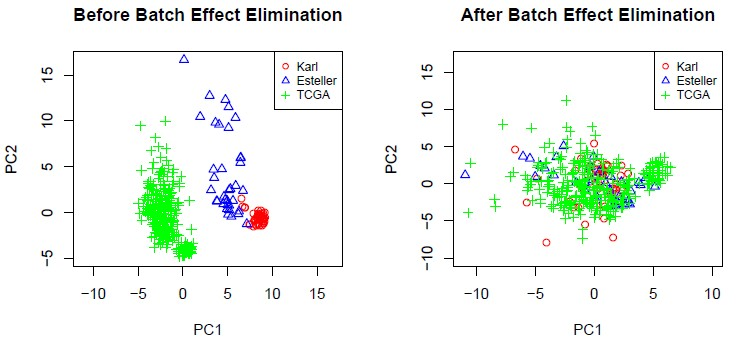 Before Batch Effect Elimination
Karl
Esteller
TCGA
15
10
5
0
−5
PC2
−10
−5
0
5
10
15
PC1
After Batch Effect Elimination
Karl
Esteller
TCGA
15
10
5
0
−5
−10
PC2
−10
−5
0
5
10
PC1